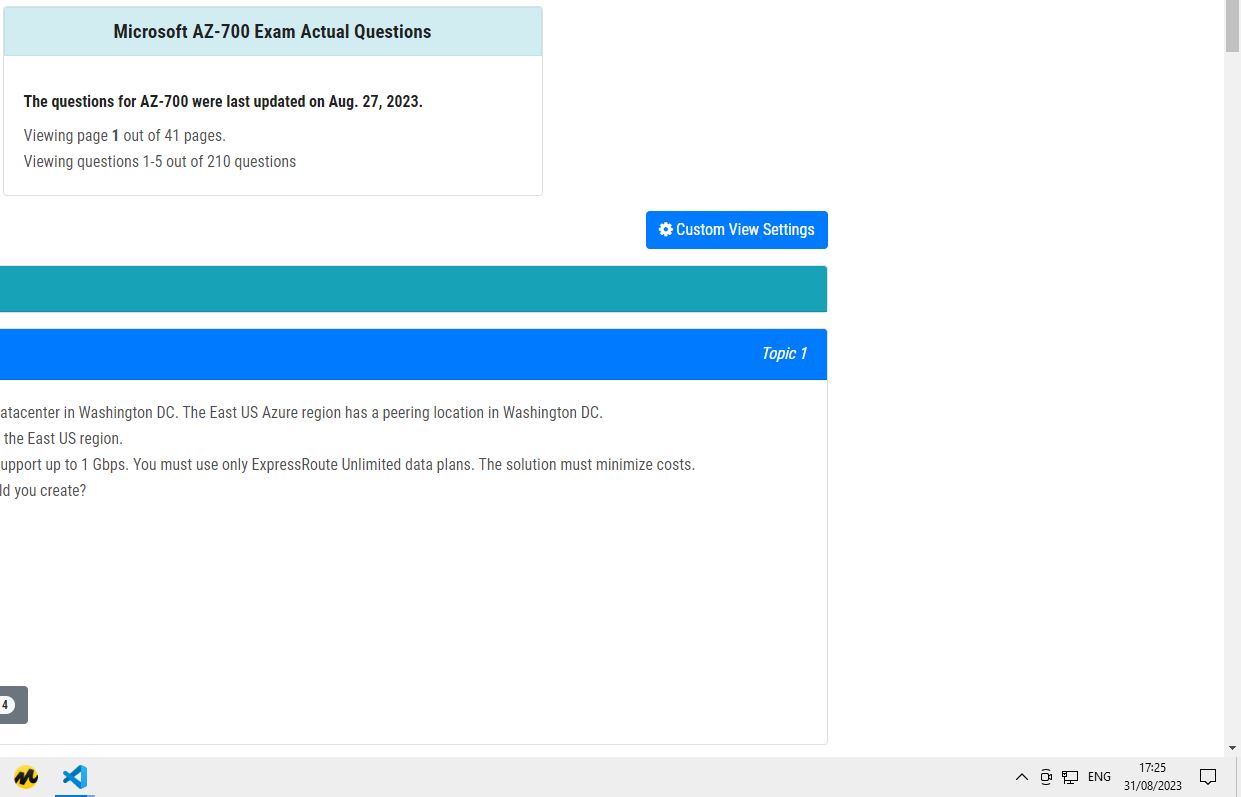 Microsoft AZ-700 Exam Actual Questions
The questions for AZ-700 were last updated on Aug. 27, 2023.
Viewing page 1 out of 41 pages.
Viewing questions 1-5 out of 210 questions
Custom View Settings
Topic 1
atacenter in Washington DC. The East US Azure region has a peering location in Washington DC.
the East US region.
upport up to 1 Gbps. You must use only ExpressRoute Unlimited data plans. The solution must minimize costs.
ld you create?
4
ENG
17:25
31/08/2023